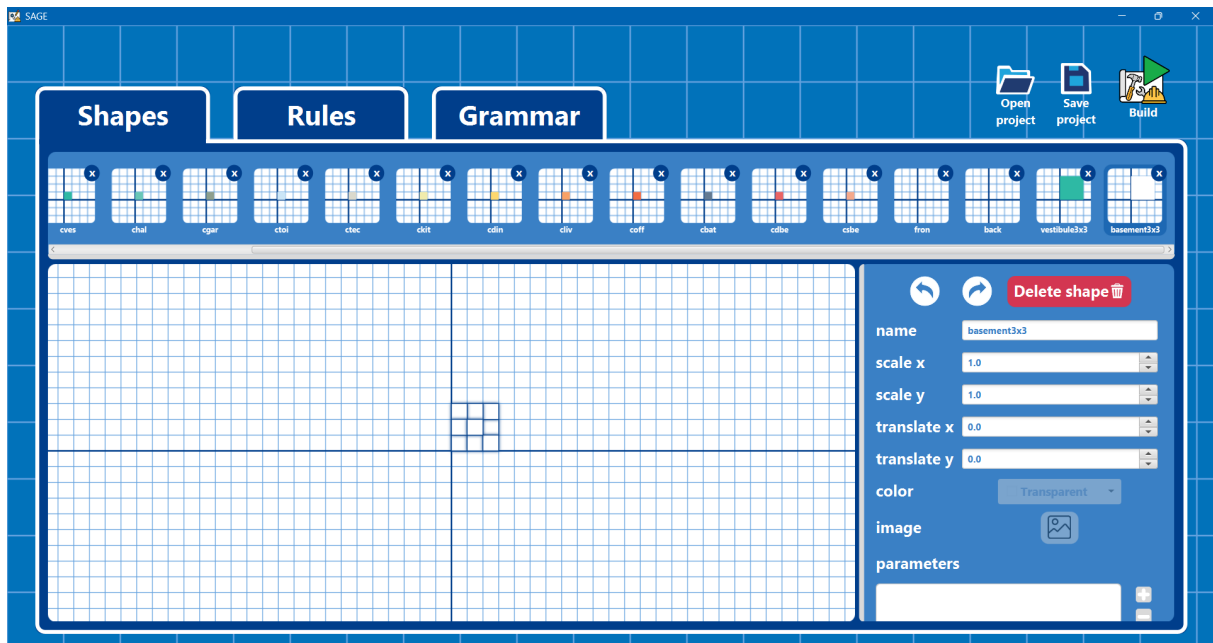 SAGE
Open project
Save project
Build
Shapes
Rules
Grammar
x x x x x x x x x x x x x x x x
cves chal cgar ctoi ctec ckit cdin cliv coff cbat cdbe csbe fron back vestibule3x3 basement3x3
Delete shape
name basement3x3
scale x 1.0
scale y 1.0
translate x 0.0
translate y 0.0
color Transparent
image
parameters